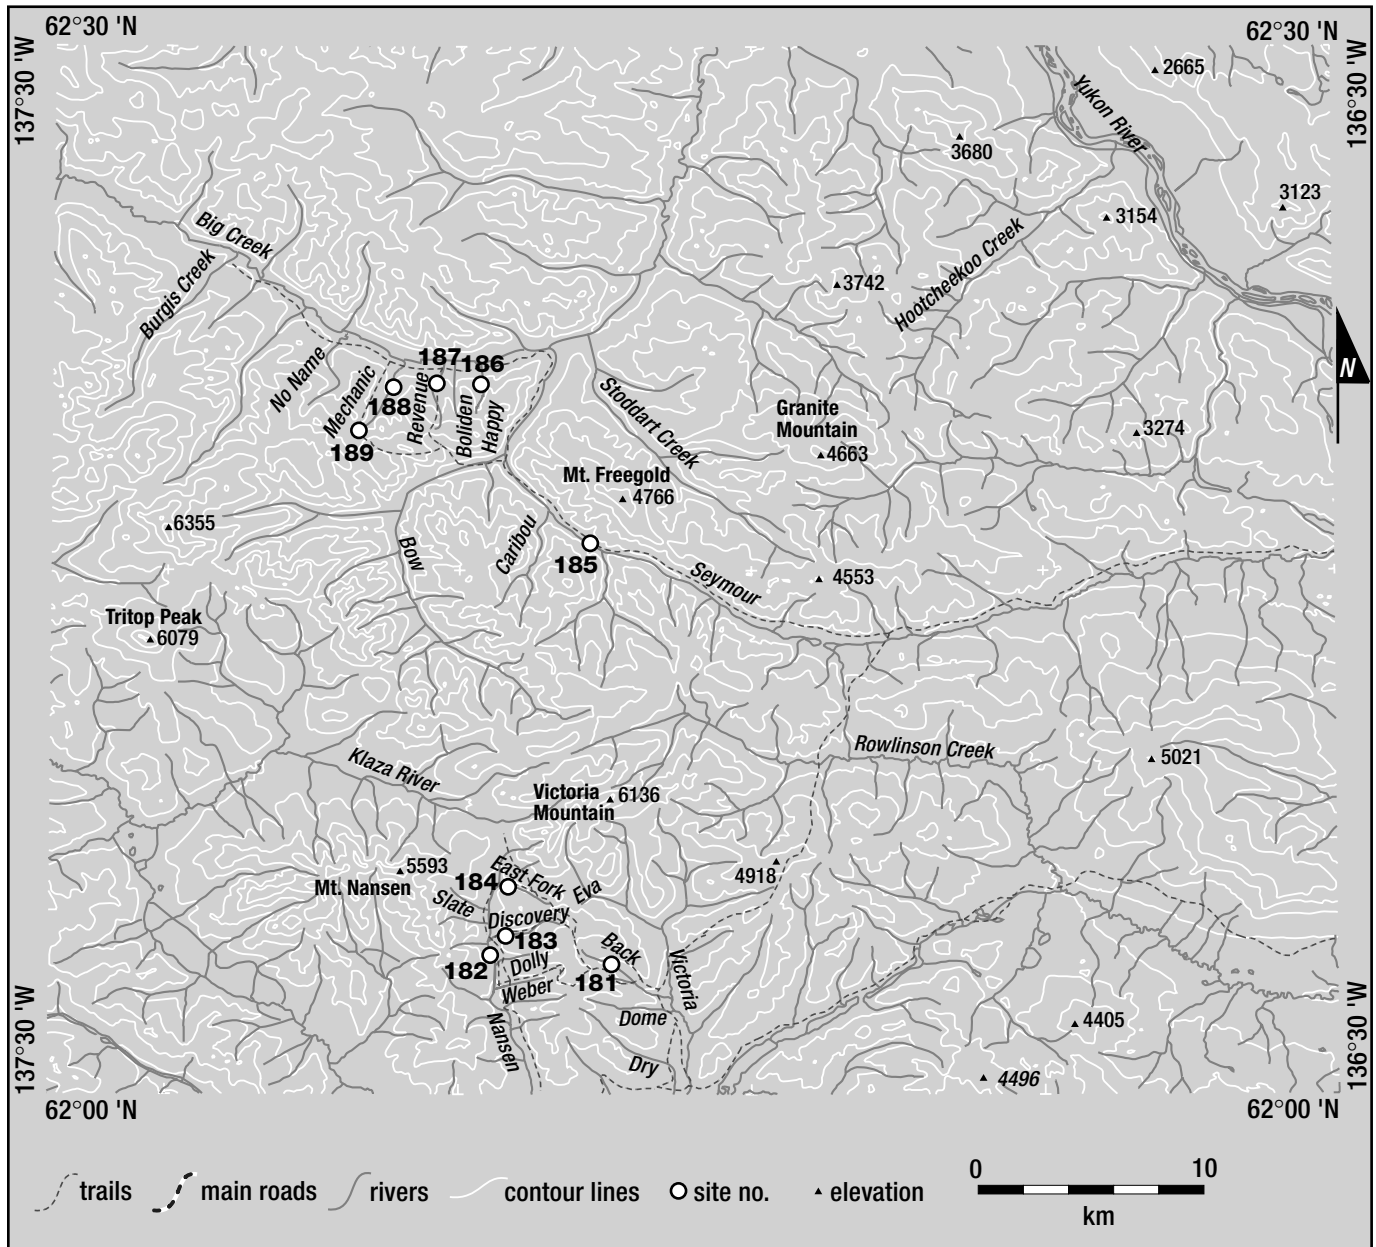 62°30 'N
62°30 'N
137°30 'W
136°30 'W
2665
Yukon River
3680
3123
3154
Big Creek
Burgis Creek
Hootcheekoo Creek
3742
N
187
186
No Name
Mechanic
188
Revenue
Boliden
Happy
189
Stoddart Creek
Granite
Mountain
4663
3274
Mt. Freegold
4766
6355
Bow
Caribou
185
Seymour
4553
Tritop Peak
6079
Klaza River
Rowlinson Creek
5021
Victoria
Mountain
6136
5593
Mt. Nansen
184
East Fork
Eva
4918
Slate
Discovery
183
182
Dolly
Back
181
Weber
Victoria
Nansen
Dome
Dry
4405
4496
137°30 'W
136°30 'W
62°00 'N
62°00 'N
trails
main roads
rivers
contour lines
site no.
elevation
0
10
km